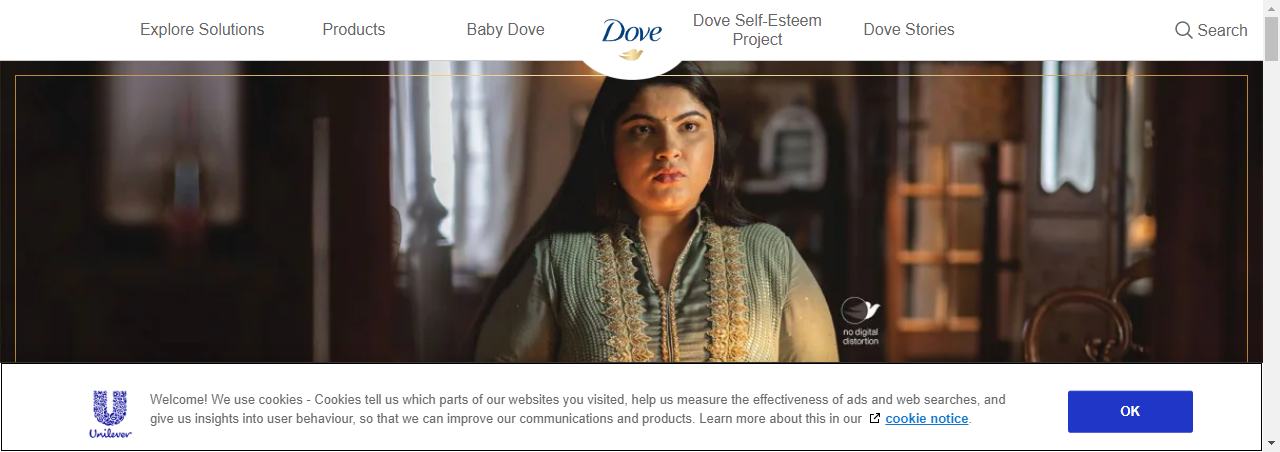 Explore Solutions
Products
Baby Dove
Dove
Dove Self-Esteem
Project
Dove Stories
Search
no digital
distortion
Unilever
Welcome! We use cookies - Cookies tell us which parts of our websites you visited, help us measure the effectiveness of ads and web searches, and
give us insights into user behaviour, so that we can improve our communications and products. Learn more about this in our cookie notice.
OK